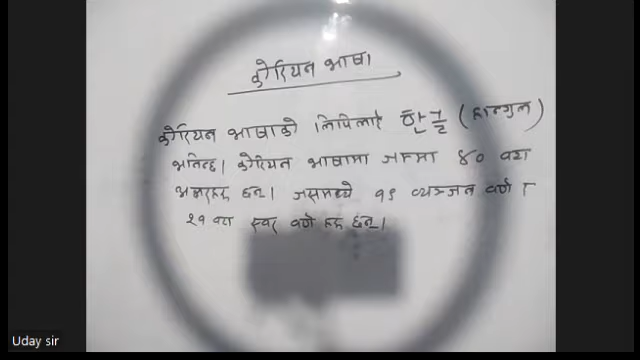 कोरियन भाषा
कोरियन भाषाको लिपिलाई 한글 (हान्गुल)
भनिन्छ। कोरियन भाषामा जम्मा ४० वटा
अक्षरहरु छन्। जसमध्ये १९ व्यञ्जन वर्ण र
२१ वटा स्वर वर्ण हरु छन्।
Uday sir